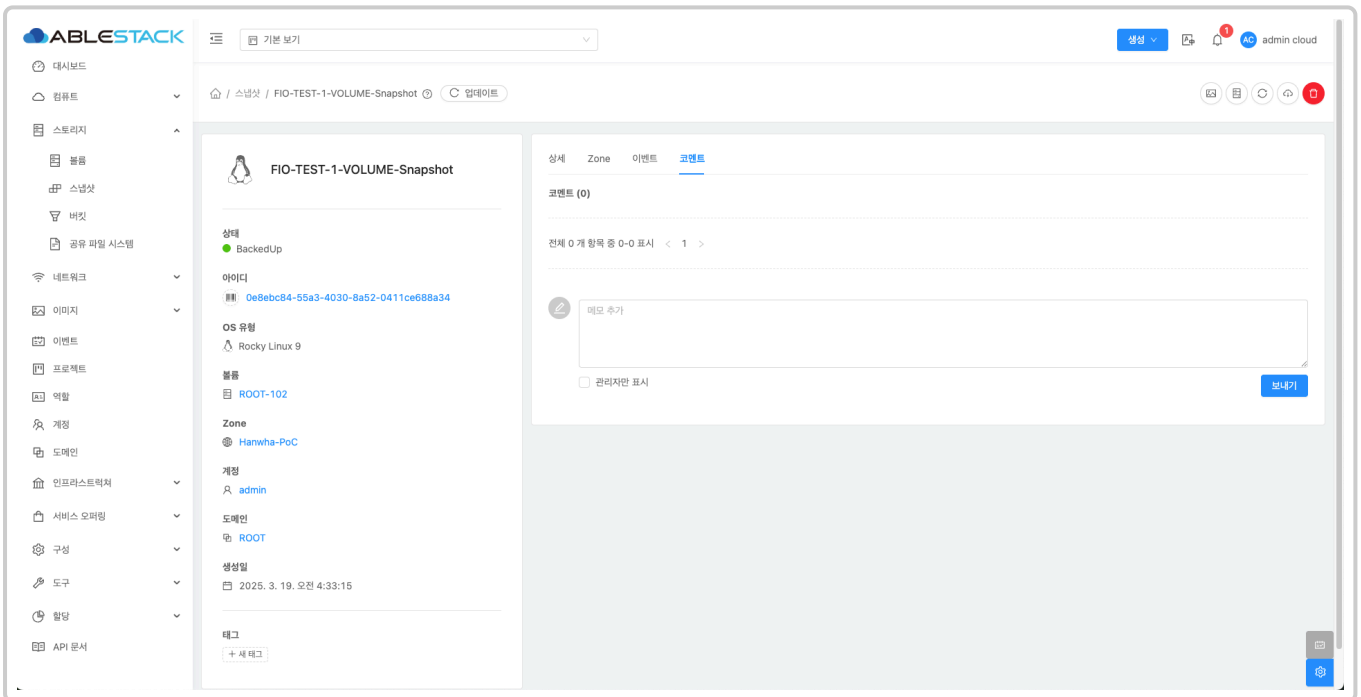 ABLESTACK
기본 보기
생성
1
AC
admin cloud
대시보드
컴퓨트
스토리지
볼륨
스냅샷
버킷
공유 파일 시스템
네트워크
이미지
이벤트
프로젝트
역할
계정
도메인
인프라스트럭쳐
서비스 오퍼링
구성
도구
할당
API 문서
/ 스냅샷 / FIO-TEST-1-VOLUME-Snapshot
업데이트
FIO-TEST-1-VOLUME-Snapshot
상태
BackedUp
아이디
0e8ebc84-55a3-4030-8a52-0411ce688a34
OS 유형
Rocky Linux 9
볼륨
ROOT-102
Zone
Hanwha-PoC
계정
admin
도메인
ROOT
생성일
2025. 3. 19. 오전 4:33:15
태그
+ 새 태그
상세 Zone 이벤트 코멘트
코멘트 (0)
전체 0 개 항목 중 0-0 표시 < 1 >
메모 추가
관리자만 표시
보내기